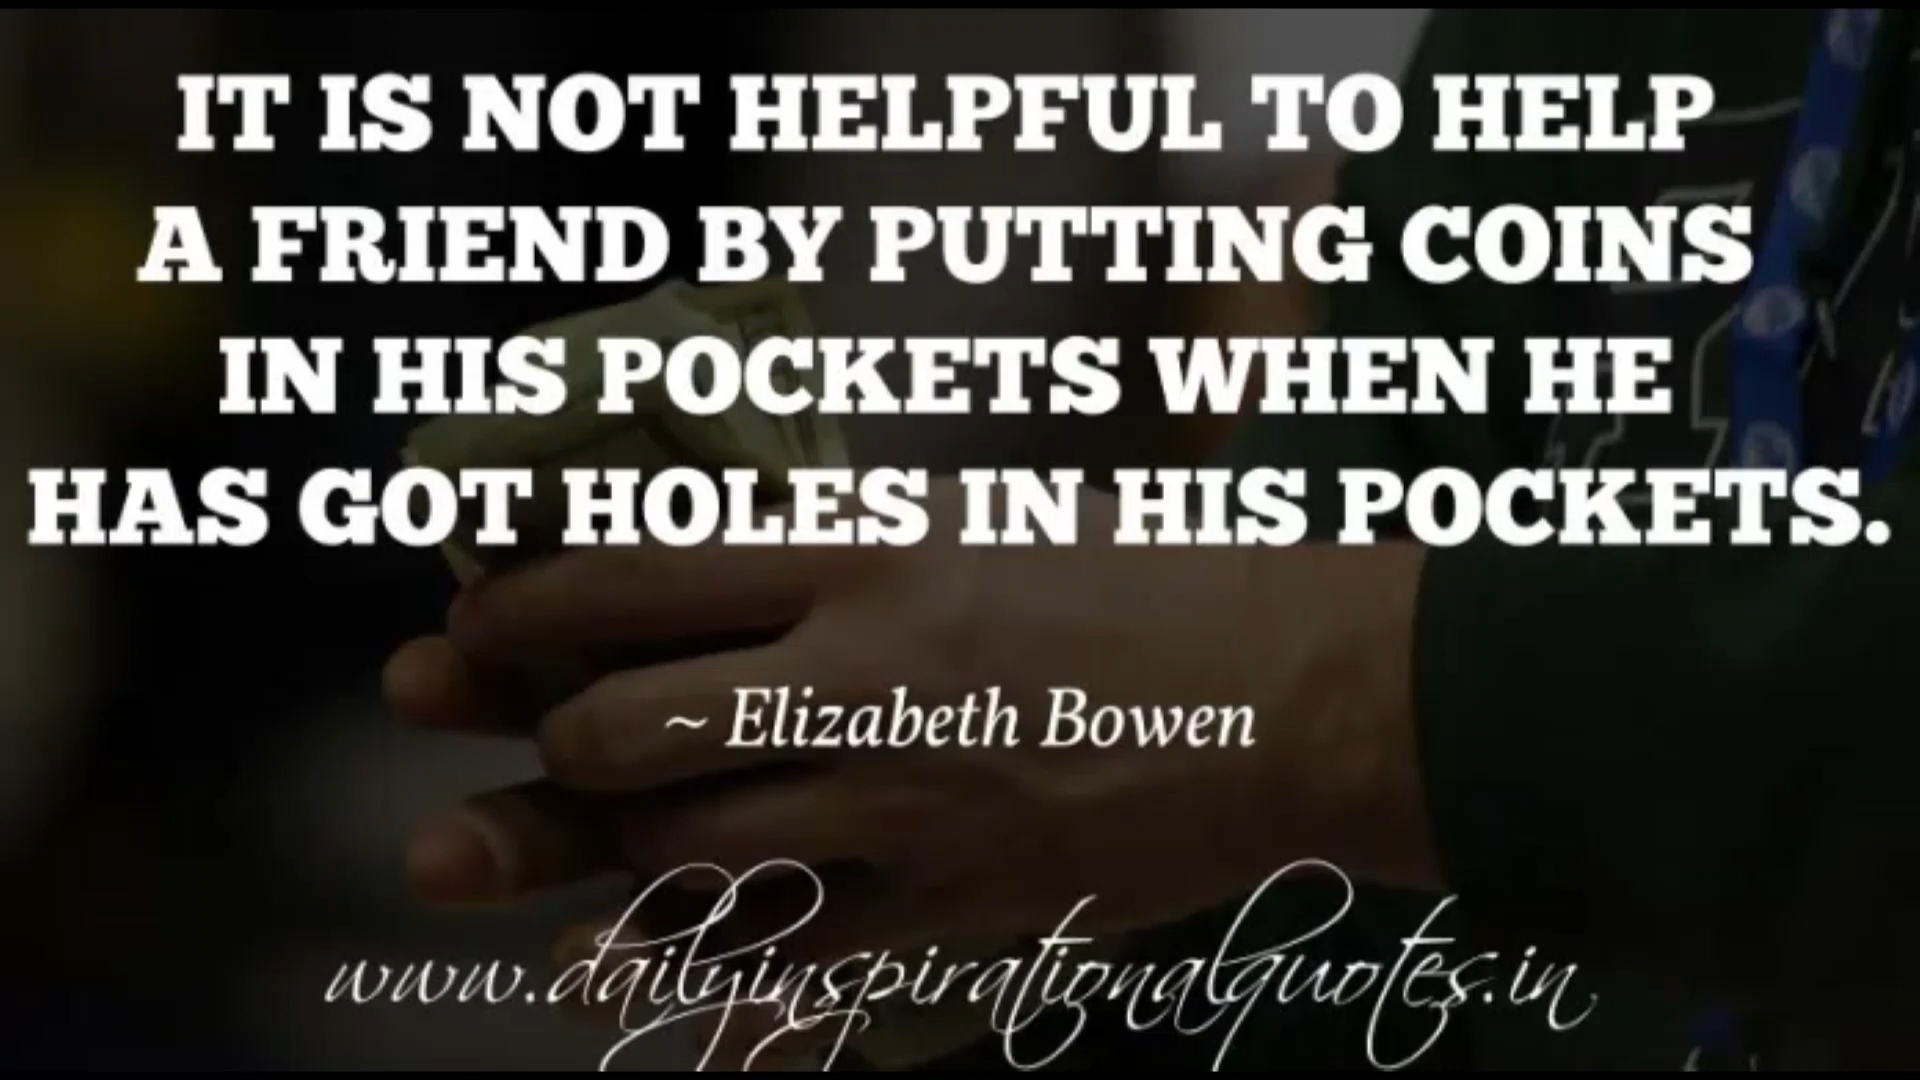 IT IS NOT HELPFUL TO HELP
A FRIEND BY PUTTING COINS
IN HIS POCKETS WHEN HE
HAS GOT HOLES IN HIS POCKETS.
~ Elizabeth Bowen
www.dailyinspirationalquotes.in